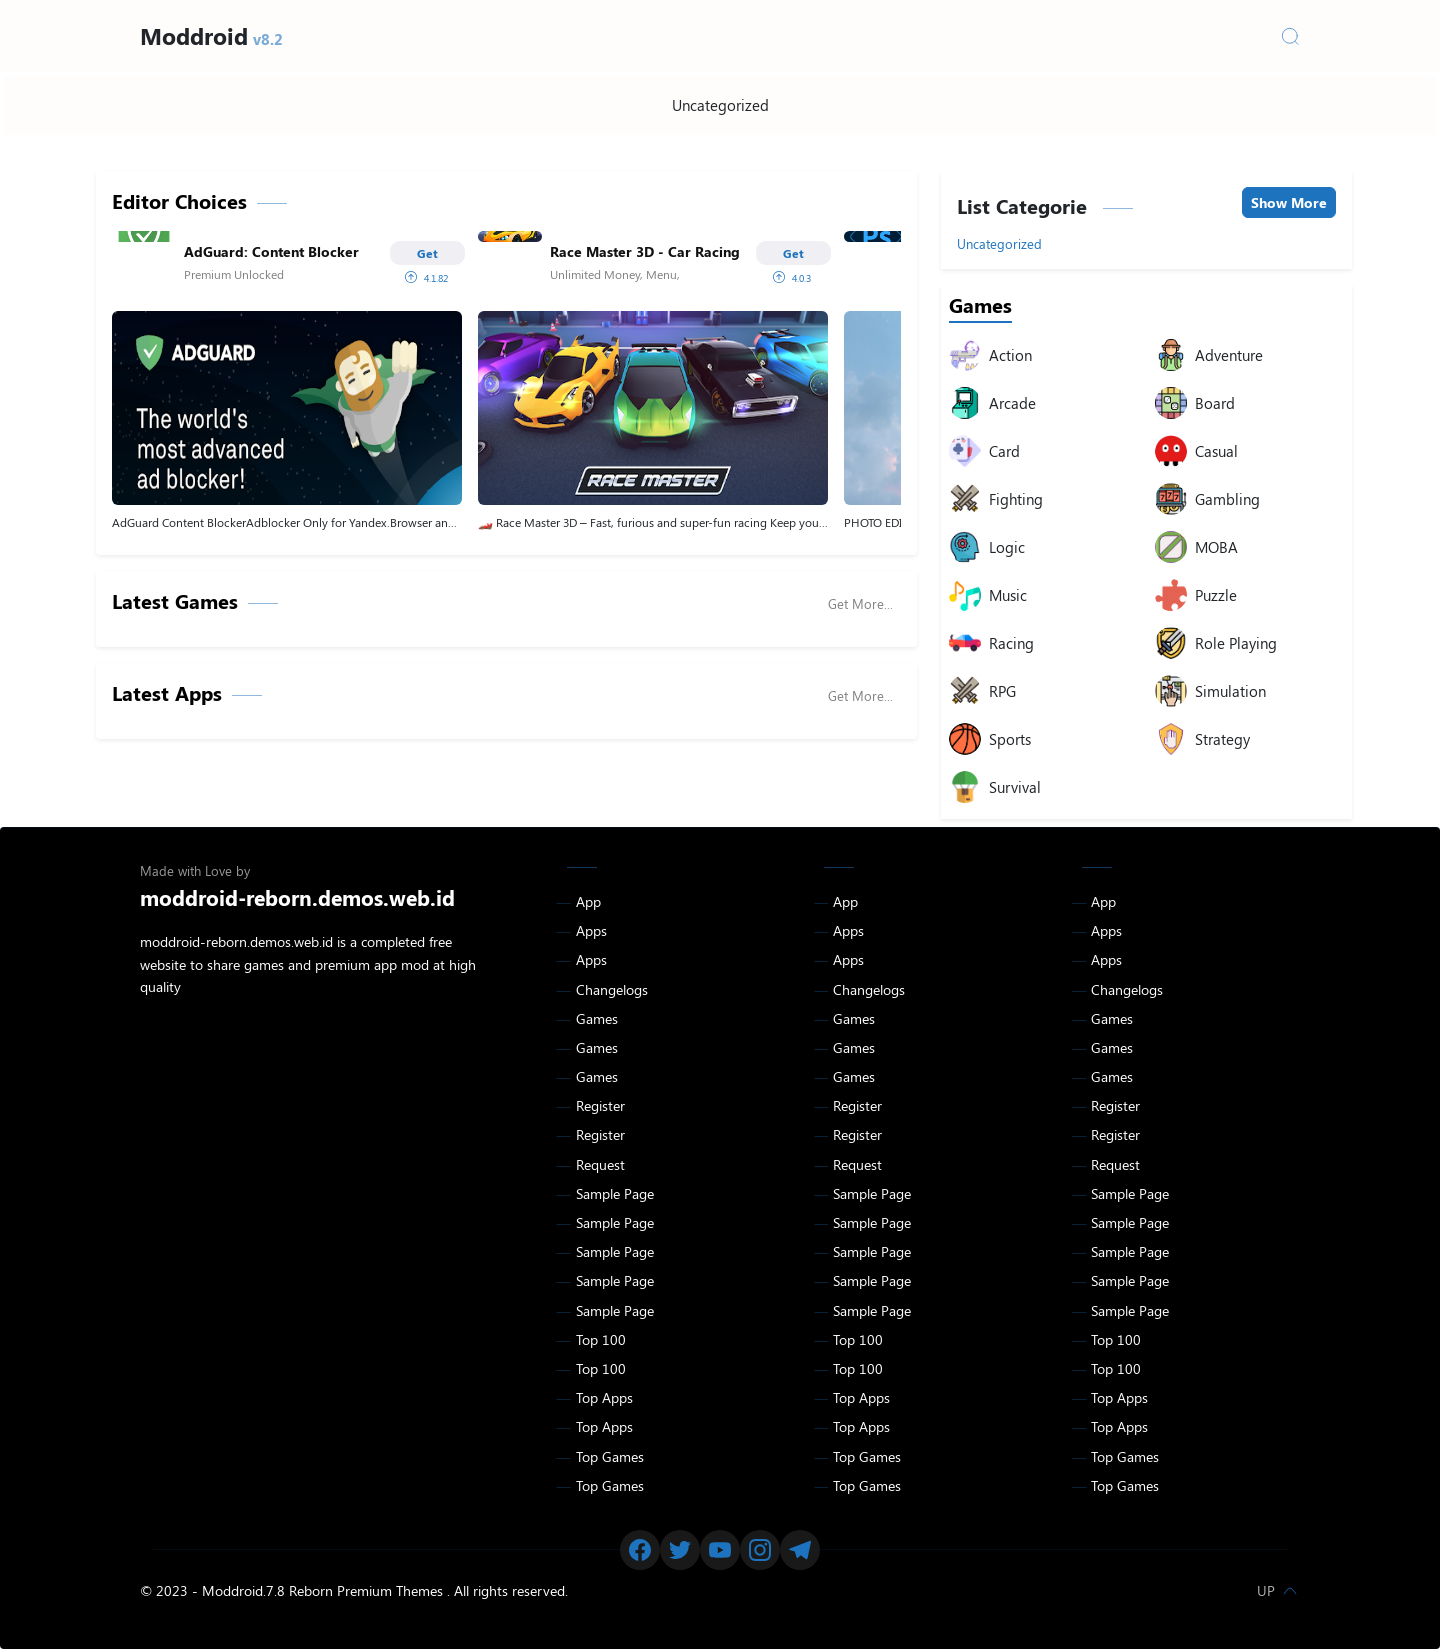 Moddroid v8.2
Uncategorized
Editor Choices
AdGuard: Content Blocker
Premium Unlocked
Get
4.1.82
Race Master 3D - Car Racing
Unlimited Money, Menu,
Get
4.0.3
Ps
ADGUARD
The world's
most advanced
ad blocker!
RACE MASTER
AdGuard Content BlockerAdblocker Only for Yandex.Browser an...
🏎️ Race Master 3D – Fast, furious and super-fun racing Keep you...
PHOTO EDI
Latest Games
Get More...
Latest Apps
Get More...
List Categorie
Show More
Uncategorized
Games
Action
Adventure
Arcade
Board
Card
Casual
Fighting
Gambling
Logic
MOBA
Music
Puzzle
Racing
Role Playing
RPG
Simulation
Sports
Strategy
Survival
Made with Love by
moddroid-reborn.demos.web.id
moddroid-reborn.demos.web.id is a completed free
website to share games and premium app mod at high
quality
App
Apps
Apps
Changelogs
Games
Games
Games
Register
Register
Request
Sample Page
Sample Page
Sample Page
Sample Page
Sample Page
Top 100
Top 100
Top Apps
Top Apps
Top Games
Top Games
App
Apps
Apps
Changelogs
Games
Games
Games
Register
Register
Request
Sample Page
Sample Page
Sample Page
Sample Page
Sample Page
Top 100
Top 100
Top Apps
Top Apps
Top Games
Top Games
App
Apps
Apps
Changelogs
Games
Games
Games
Register
Register
Request
Sample Page
Sample Page
Sample Page
Sample Page
Sample Page
Top 100
Top 100
Top Apps
Top Apps
Top Games
Top Games
© 2023 - Moddroid.7.8 Reborn Premium Themes . All rights reserved.
UP